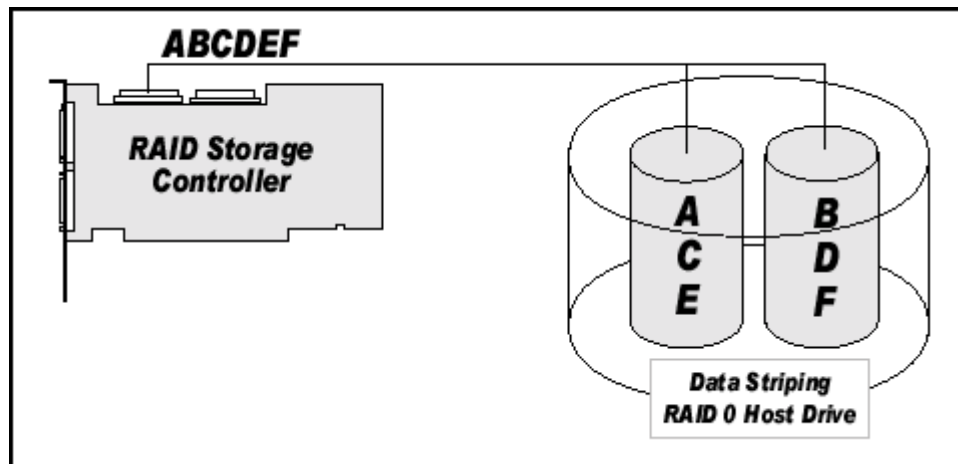 ABCDEF
RAID Storage
Controller
A
C
E
B
D
F
Data Striping
RAID 0 Host Drive